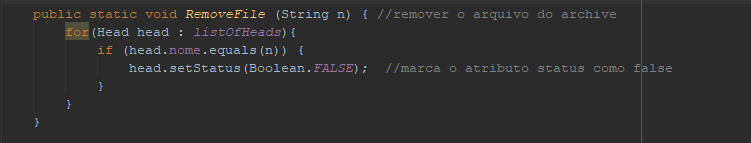 public static void RemoveFile (String n) { //remover o arquivo do archive
for(Head head : listOfHeads){
if (head.nome.equals(n)) {
head.setStatus(Boolean.FALSE);  //marca o atributo status como false
}
}
}